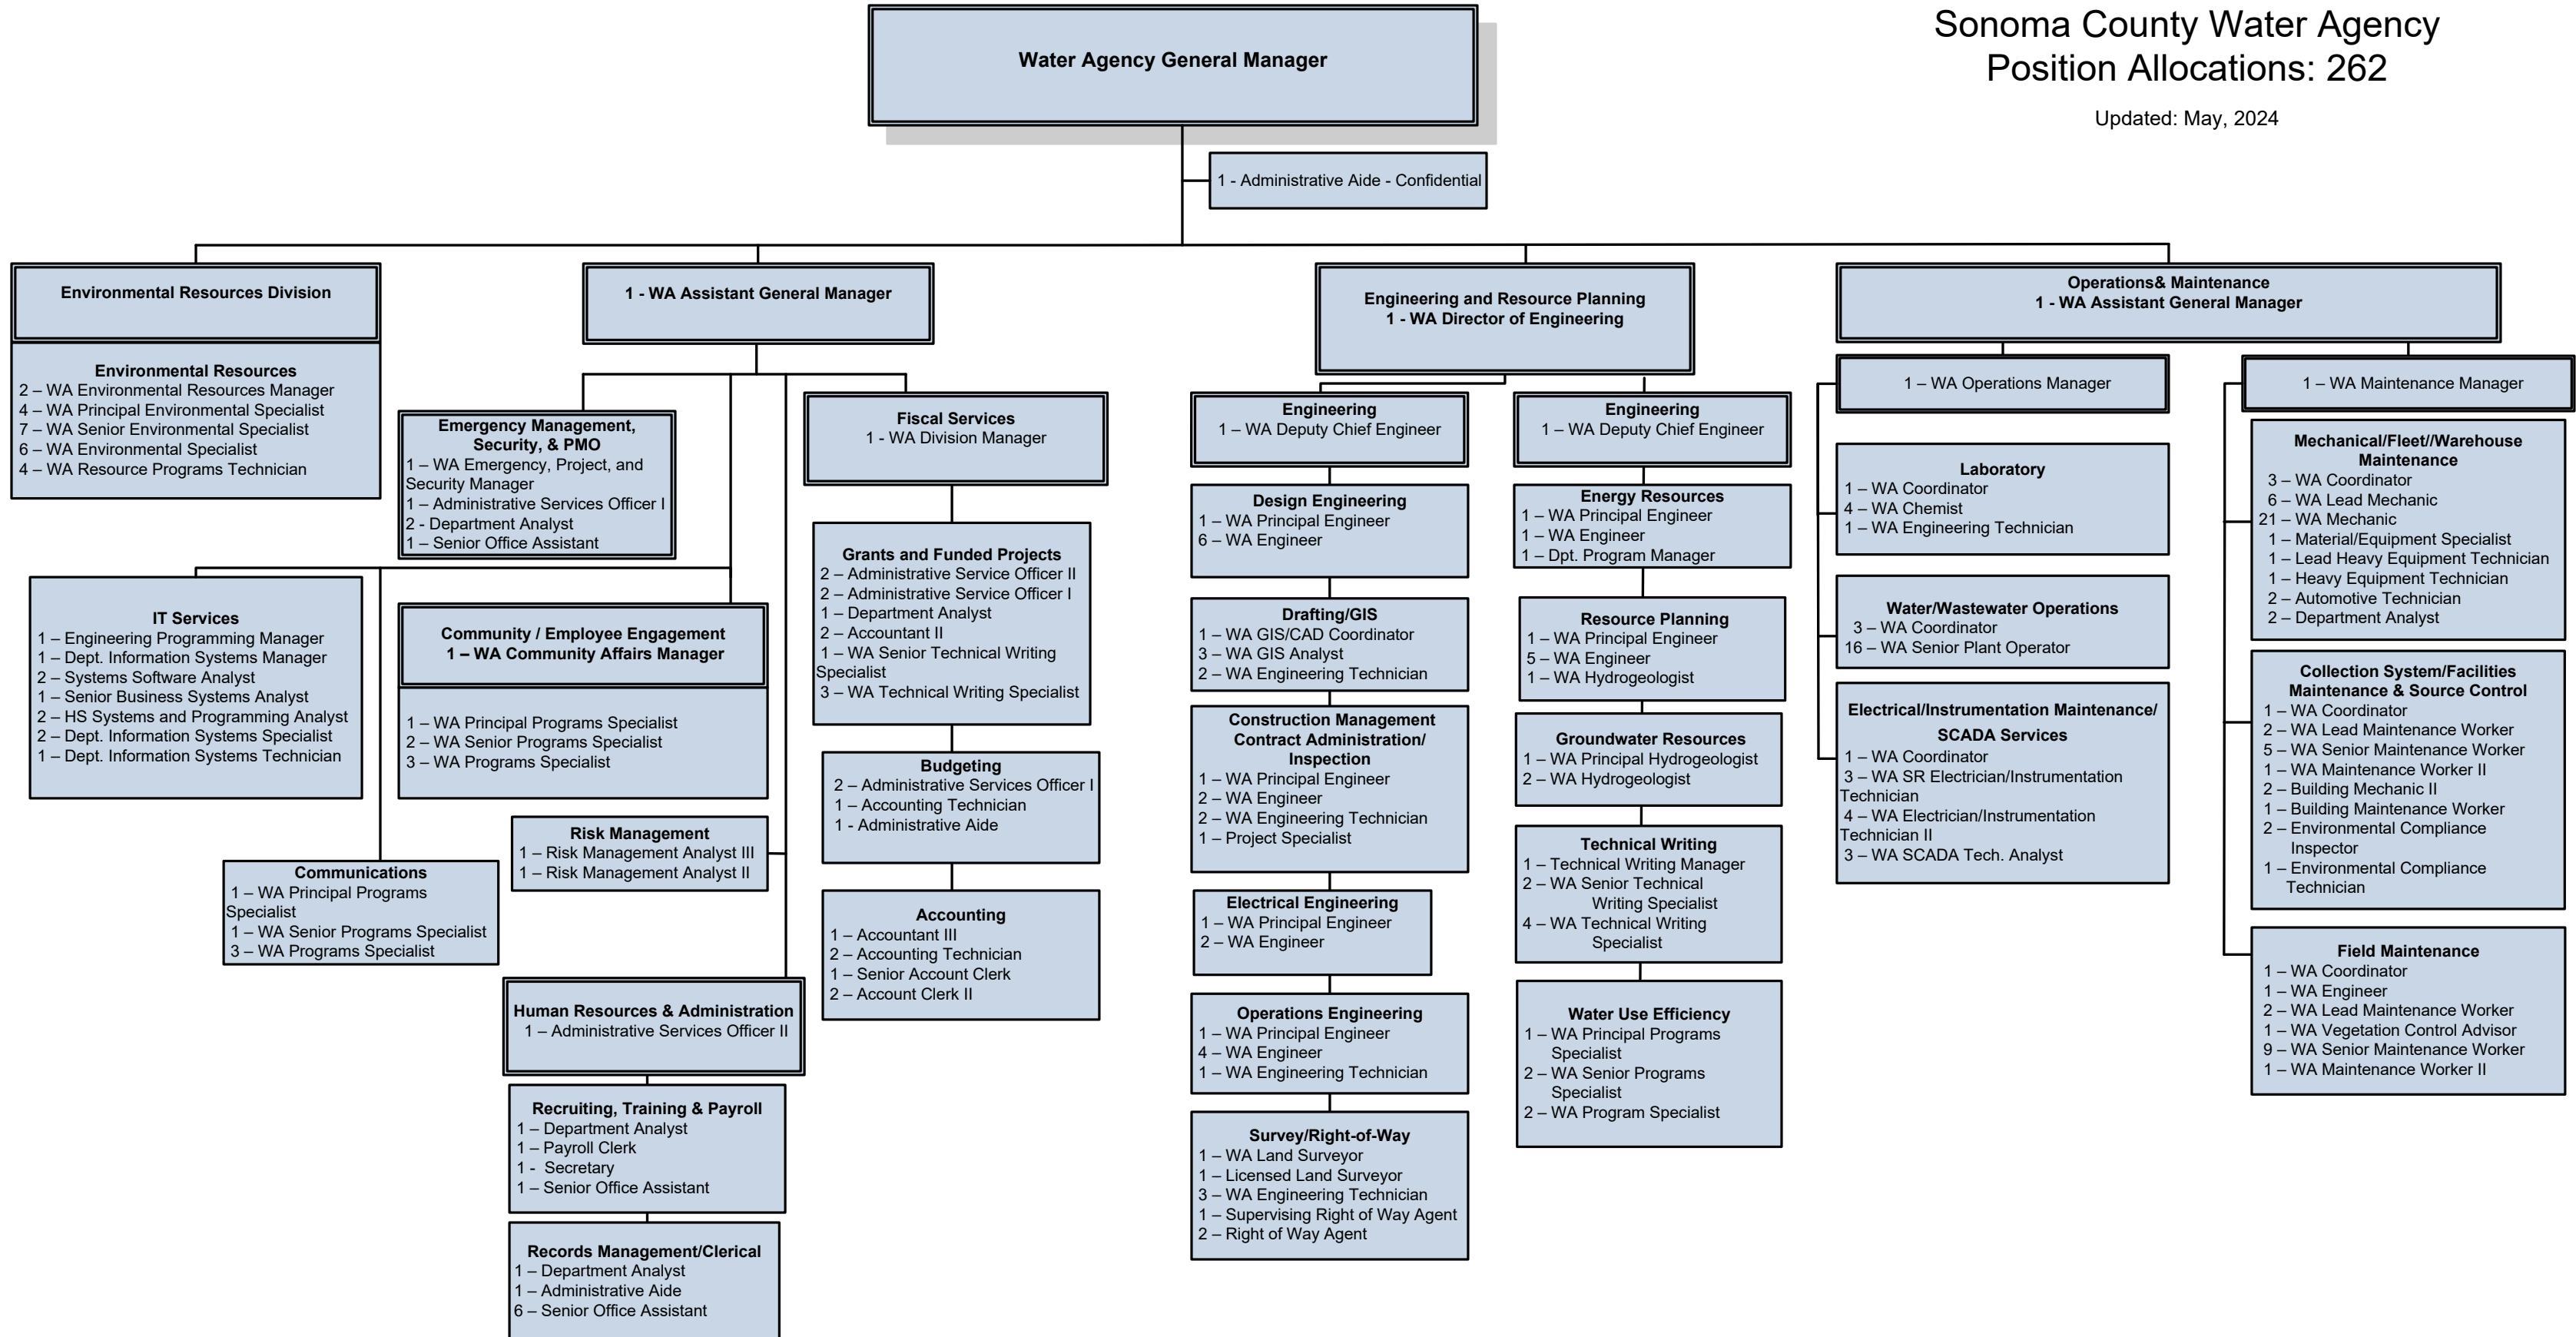 Sonoma County Water Agency
Position Allocations: 262
Updated: May, 2024
Water Agency General Manager
1 - Administrative Aide - Confidential
Environmental Resources Division
Environmental Resources
2 – WA Environmental Resources Manager
4 – WA Principal Environmental Specialist
7 – WA Senior Environmental Specialist
6 – WA Environmental Specialist
4 – WA Resource Programs Technician
1 - WA Assistant General Manager
Emergency Management,
Security, & PMO
1 – WA Emergency, Project, and
Security Manager
1 – Administrative Services Officer I
2 - Department Analyst
1 – Senior Office Assistant
IT Services
1 – Engineering Programming Manager
1 – Dept. Information Systems Manager
2 – Systems Software Analyst
1 – Senior Business Systems Analyst
2 – HS Systems and Programming Analyst
2 – Dept. Information Systems Specialist
1 – Dept. Information Systems Technician
Community / Employee Engagement
1 – WA Community Affairs Manager
1 – WA Principal Programs Specialist
2 – WA Senior Programs Specialist
3 – WA Programs Specialist
Communications
1 – WA Principal Programs
Specialist
1 – WA Senior Programs Specialist
3 – WA Programs Specialist
Risk Management
1 – Risk Management Analyst III
1 – Risk Management Analyst II
Human Resources & Administration
1 – Administrative Services Officer II
Recruiting, Training & Payroll
1 – Department Analyst
1 – Payroll Clerk
1 - Secretary
1 – Senior Office Assistant
Records Management/Clerical
1 – Department Analyst
1 – Administrative Aide
6 – Senior Office Assistant
Fiscal Services
1 - WA Division Manager
Grants and Funded Projects
2 – Administrative Service Officer II
2 – Administrative Service Officer I
1 – Department Analyst
2 – Accountant II
1 – WA Senior Technical Writing
Specialist
3 – WA Technical Writing Specialist
Budgeting
2 – Administrative Services Officer I
1 – Accounting Technician
1 - Administrative Aide
Accounting
1 – Accountant III
2 – Accounting Technician
1 – Senior Account Clerk
2 – Account Clerk II
Engineering and Resource Planning
1 - WA Director of Engineering
Engineering
1 – WA Deputy Chief Engineer
Design Engineering
1 – WA Principal Engineer
6 – WA Engineer
Drafting/GIS
1 – WA GIS/CAD Coordinator
3 – WA GIS Analyst
2 – WA Engineering Technician
Construction Management
Contract Administration/
Inspection
1 – WA Principal Engineer
2 – WA Engineer
2 – WA Engineering Technician
1 – Project Specialist
Electrical Engineering
1 – WA Principal Engineer
2 – WA Engineer
Operations Engineering
1 – WA Principal Engineer
4 – WA Engineer
1 – WA Engineering Technician
Survey/Right-of-Way
1 – WA Land Surveyor
1 – Licensed Land Surveyor
3 – WA Engineering Technician
1 – Supervising Right of Way Agent
2 – Right of Way Agent
Engineering
1 – WA Deputy Chief Engineer
Energy Resources
1 – WA Principal Engineer
1 – WA Engineer
1 – Dpt. Program Manager
Resource Planning
1 – WA Principal Engineer
5 – WA Engineer
1 – WA Hydrogeologist
Groundwater Resources
1 – WA Principal Hydrogeologist
2 – WA Hydrogeologist
Technical Writing
1 – Technical Writing Manager
2 – WA Senior Technical
Writing Specialist
4 – WA Technical Writing
Specialist
Water Use Efficiency
1 – WA Principal Programs
Specialist
2 – WA Senior Programs
Specialist
2 – WA Program Specialist
Operations& Maintenance
1 - WA Assistant General Manager
1 – WA Operations Manager
Laboratory
1 – WA Coordinator
4 – WA Chemist
1 – WA Engineering Technician
Water/Wastewater Operations
3 – WA Coordinator
16 – WA Senior Plant Operator
Electrical/Instrumentation Maintenance/
SCADA Services
1 – WA Coordinator
3 – WA SR Electrician/Instrumentation
Technician
4 – WA Electrician/Instrumentation
Technician II
3 – WA SCADA Tech. Analyst
1 – WA Maintenance Manager
Mechanical/Fleet//Warehouse
Maintenance
3 – WA Coordinator
6 – WA Lead Mechanic
21 – WA Mechanic
1 – Material/Equipment Specialist
1 – Lead Heavy Equipment Technician
1 – Heavy Equipment Technician
2 – Automotive Technician
2 – Department Analyst
Collection System/Facilities
Maintenance & Source Control
1 – WA Coordinator
2 – WA Lead Maintenance Worker
5 – WA Senior Maintenance Worker
1 – WA Maintenance Worker II
2 – Building Mechanic II
1 – Building Maintenance Worker
2 – Environmental Compliance
Inspector
1 – Environmental Compliance
Technician
Field Maintenance
1 – WA Coordinator
1 – WA Engineer
2 – WA Lead Maintenance Worker
1 – WA Vegetation Control Advisor
9 – WA Senior Maintenance Worker
1 – WA Maintenance Worker II